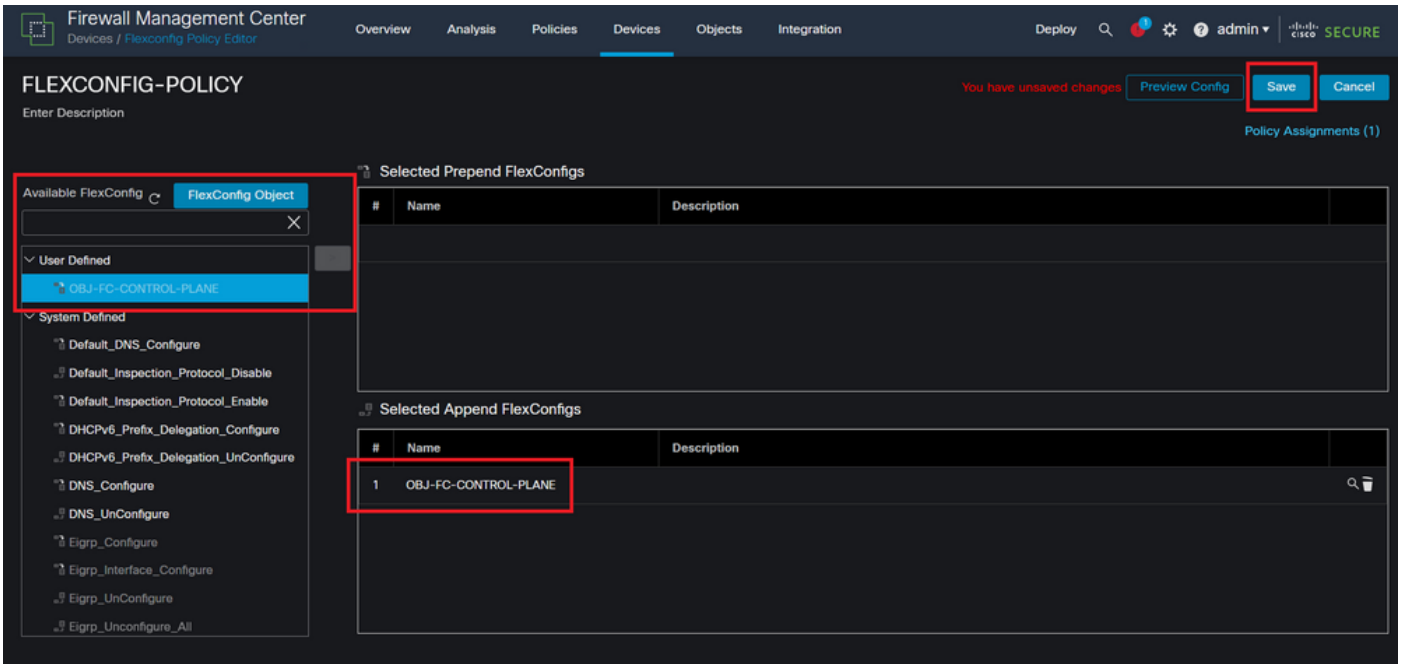 Firewall Management Center
Devices / Flexconfig Policy Editor
Overview Analysis Policies Devices Objects Integration Deploy 1 admin cisco SECURE
FLEXCONFIG-POLICY
Enter Description
You have unsaved changes Preview Config Save Cancel
Policy Assignments (1)
Available FlexConfig FlexConfig Object
User Defined
OBJ-FC-CONTROL-PLANE
System Defined
Default_DNS_Configure
Default_Inspection_Protocol_Disable
Default_Inspection_Protocol_Enable
DHCPv6_Prefix_Delegation_Configure
DHCPv6_Prefix_Delegation_UnConfigure
DNS_Configure
DNS_UnConfigure
Eigrp_Configure
Eigrp_Interface_Configure
Eigrp_UnConfigure
Eigrp_Unconfigure_All
Selected Prepend FlexConfigs
# Name Description
Selected Append FlexConfigs
# Name Description
1 OBJ-FC-CONTROL-PLANE